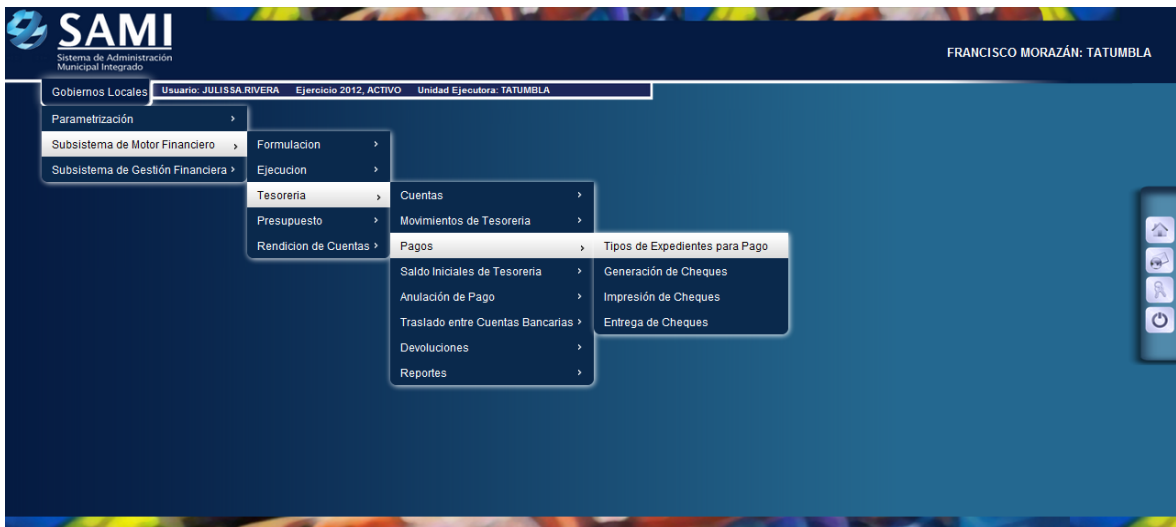 SAMI
Sistema de Administración
Municipal Integrado
FRANCISCO MORAZÁN: TATUMBLA
Gobiernos Locales
Usuario: JULISSA.RIVERA Ejercicio 2012, ACTIVO Unidad Ejecutora: TATUMBLA
Parametrización
Subsistema de Motor Financiero
Subsistema de Gestión Financiera
Formulacion
Ejecucion
Tesoreria
Presupuesto
Rendicion de Cuentas
Cuentas
Movimientos de Tesoreria
Pagos
Saldo Iniciales de Tesoreria
Anulación de Pago
Traslado entre Cuentas Bancarias
Devoluciones
Reportes
Tipos de Expedientes para Pago
Generación de Cheques
Impresión de Cheques
Entrega de Cheques